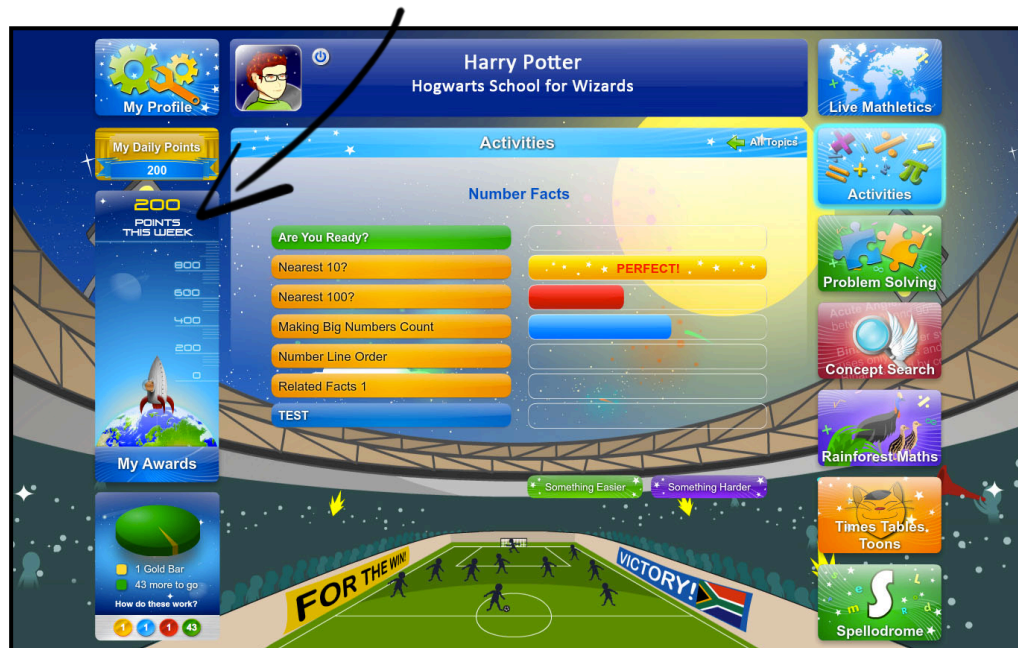 My Profile
Harry Potter
Hogwarts School for Wizards
Live Mathletics
My Daily Points
200
200
POINTS
THIS WEEK
800
600
400
200
0
My Awards
1 Gold Bar
43 more to go
How do these work?
1 1 1 43
Activities
All Topics
Number Facts
Are You Ready?
Nearest 10?
PERFECT!
Nearest 100?
Making Big Numbers Count
Number Line Order
Related Facts 1
TEST
Something Easier
Something Harder
FOR THE WIN!
VICTORY!
Activities
Problem Solving
Concept Search
Rainforest Maths
Times Tables
Toons
Spellodrome